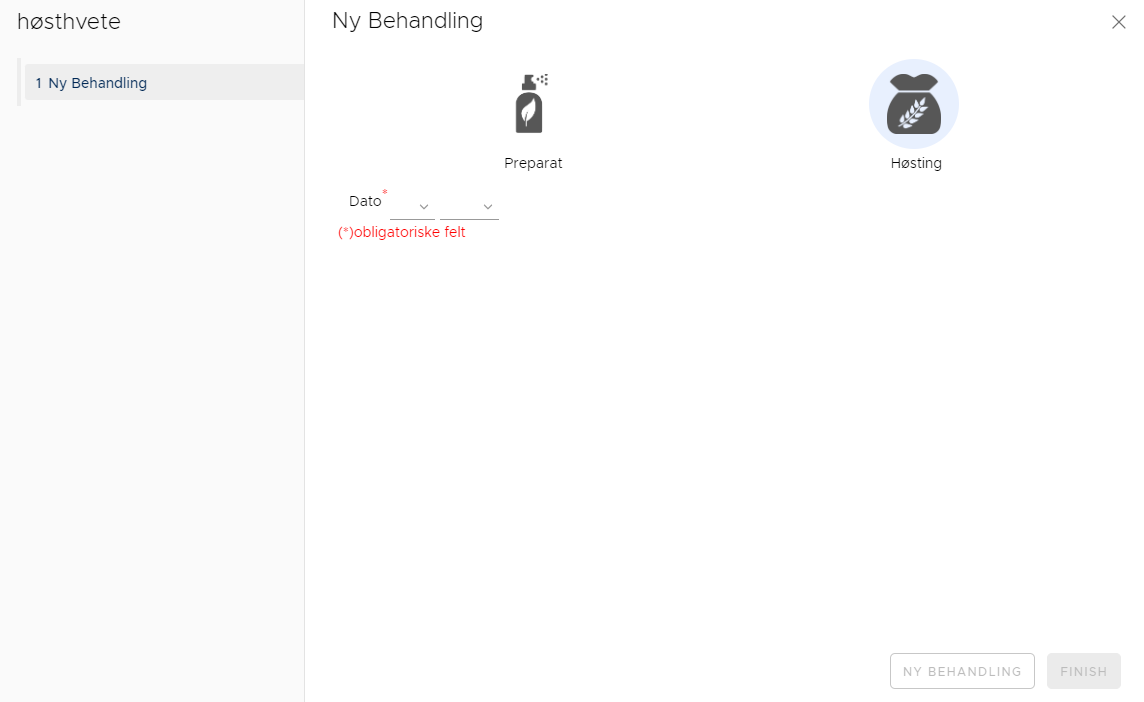 høsthvete
1 Ny Behandling
Ny Behandling
Preparat
Høsting
Dato*
(*)obligatoriske felt
NY BEHANDLING
FINISH